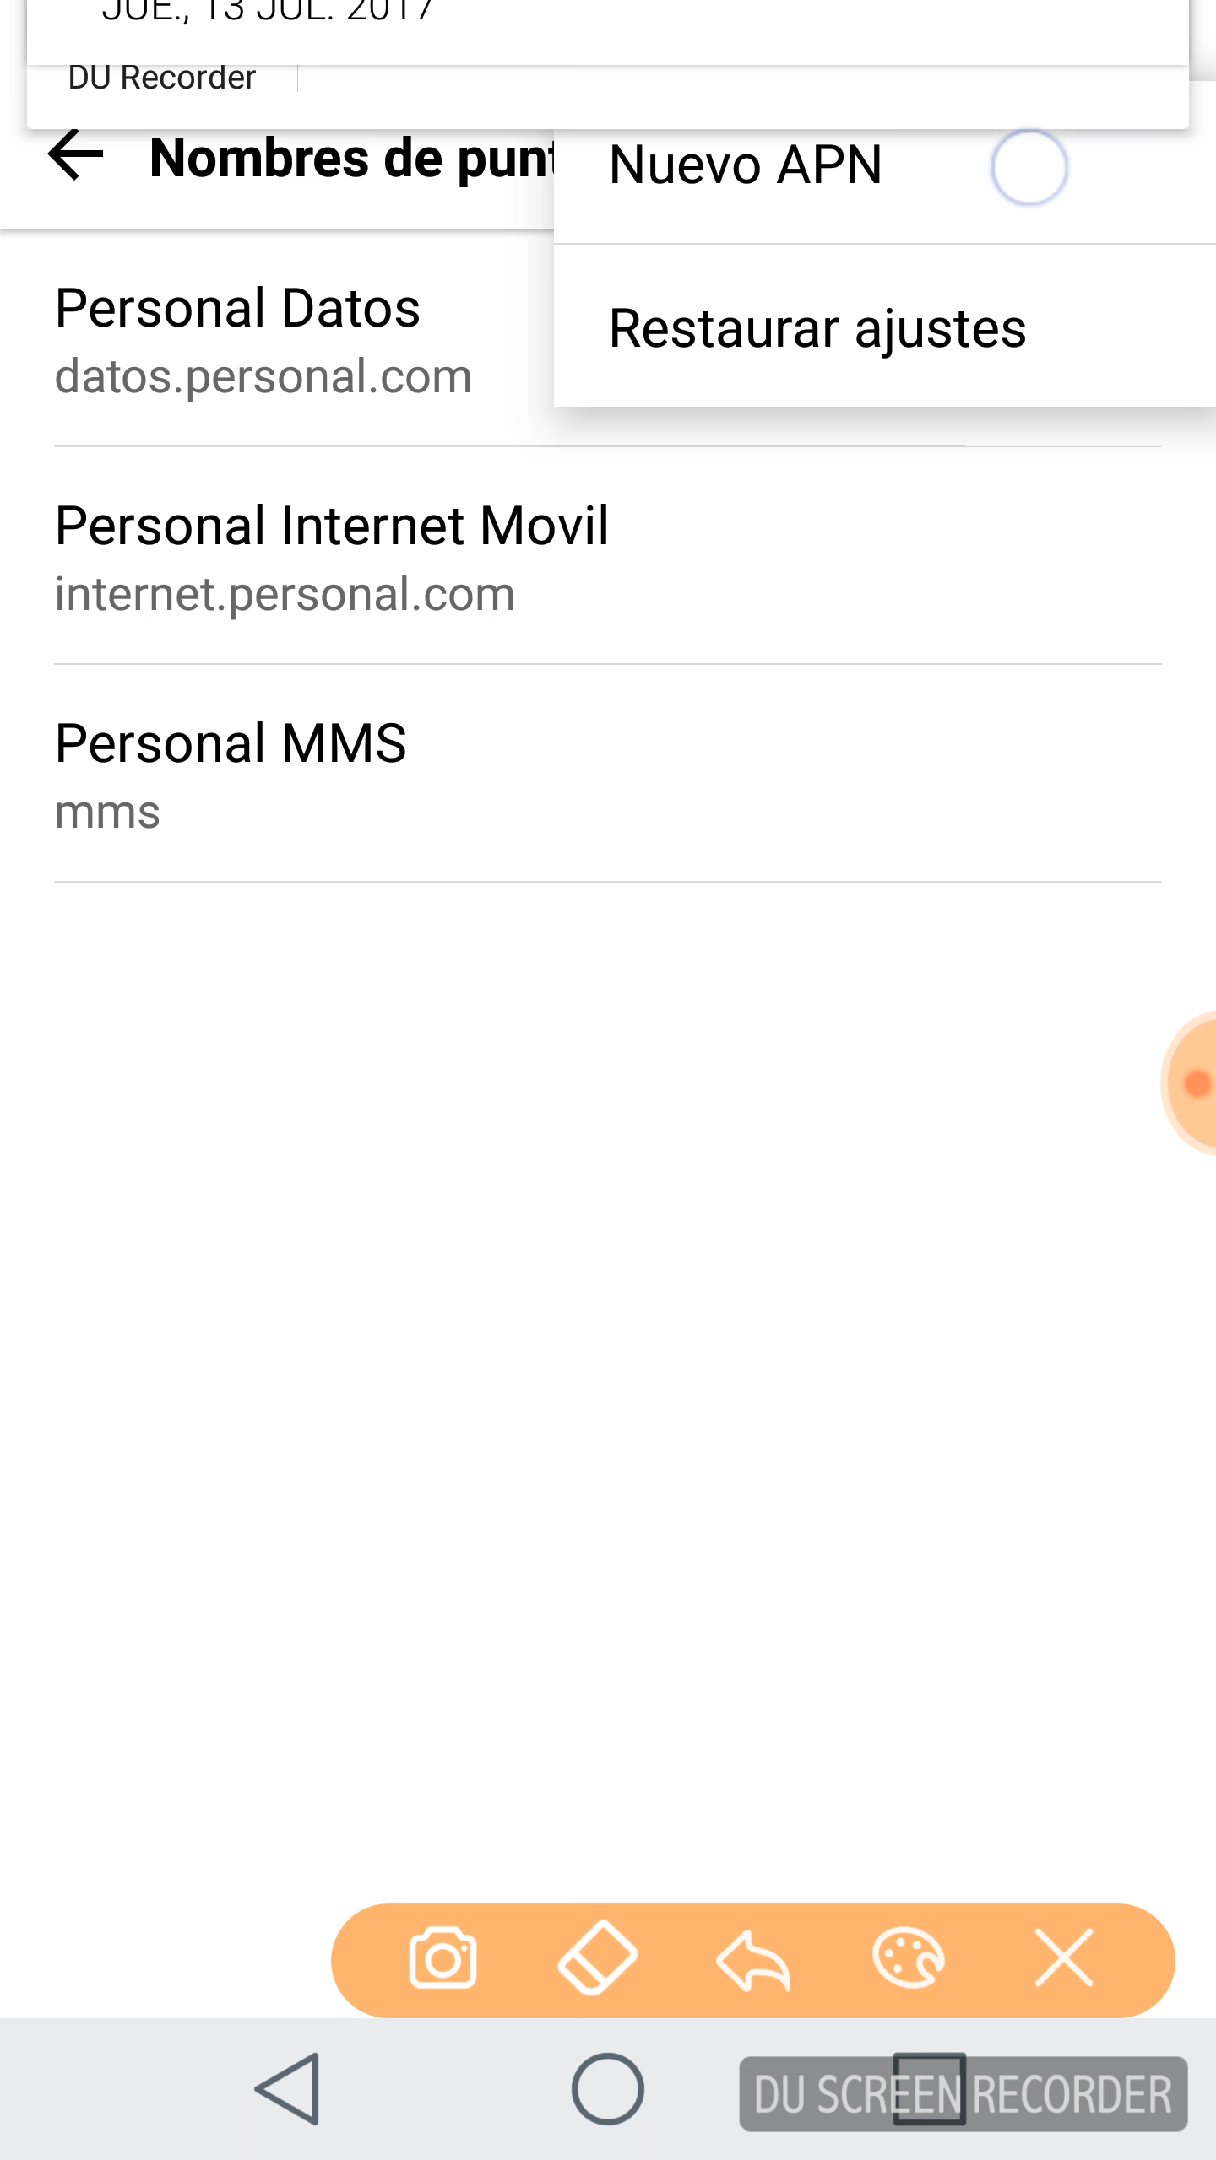 JUE., 13 JUL. 2017
DU Recorder
Nombres de punt
Nuevo APN
Restaurar ajustes
Personal Datos
datos.personal.com
Personal Internet Movil
internet.personal.com
Personal MMS
mms
DU SCREEN RECORDER